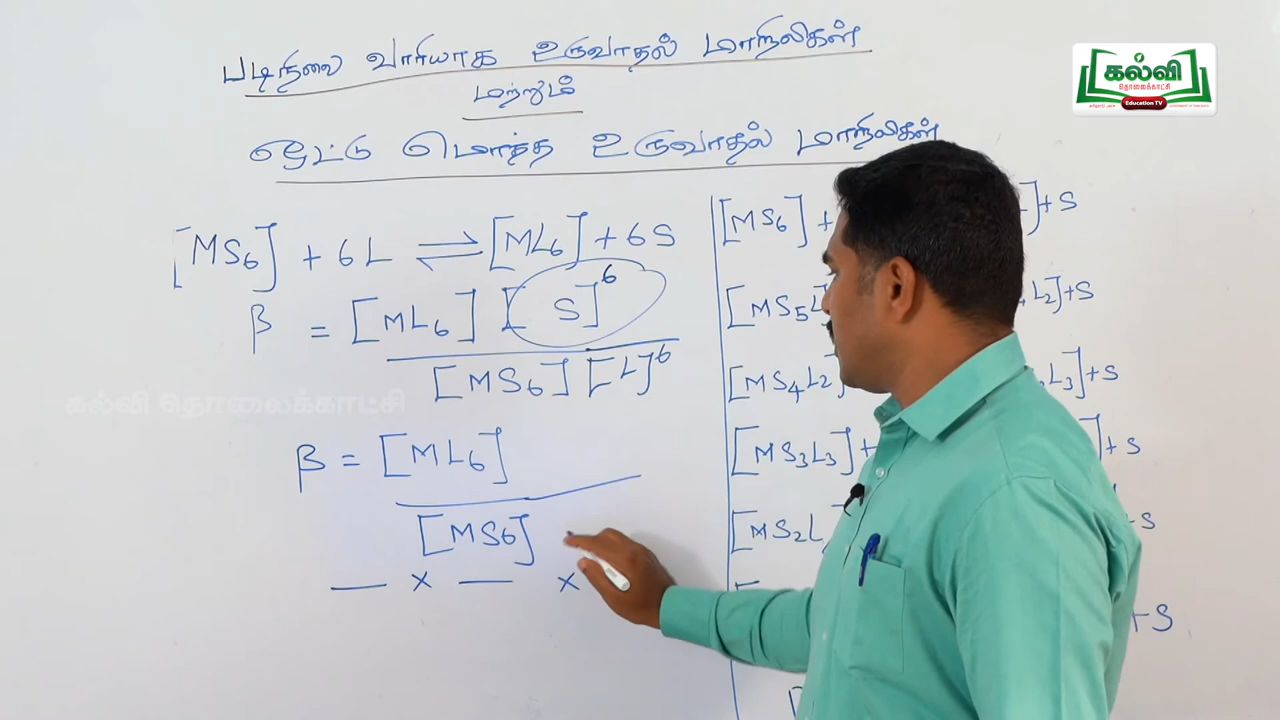 படிநிலை வாரியாக உருவாதல் மாறிலிகள்
மற்றும்
ஒட்டு மொத்த உருவாதல் மாறிலிகள்
[MS₆] + 6L ⇌ [ML₆] + 6S
β = [ML₆] [S]⁶
[MS₆] [L]⁶
β = [ML₆]
[MS₆]
— × — ×
[MS₆] +
] + S
[MS₅L
L₂] + S
[MS₄L₂]
L₃] + S
[MS₃L₃] +
] + S
[MS₂L
+ S
+ S
கல்வி
தொலைக்காட்சி
Education TV
கல்வி தொலைக்காட்சி